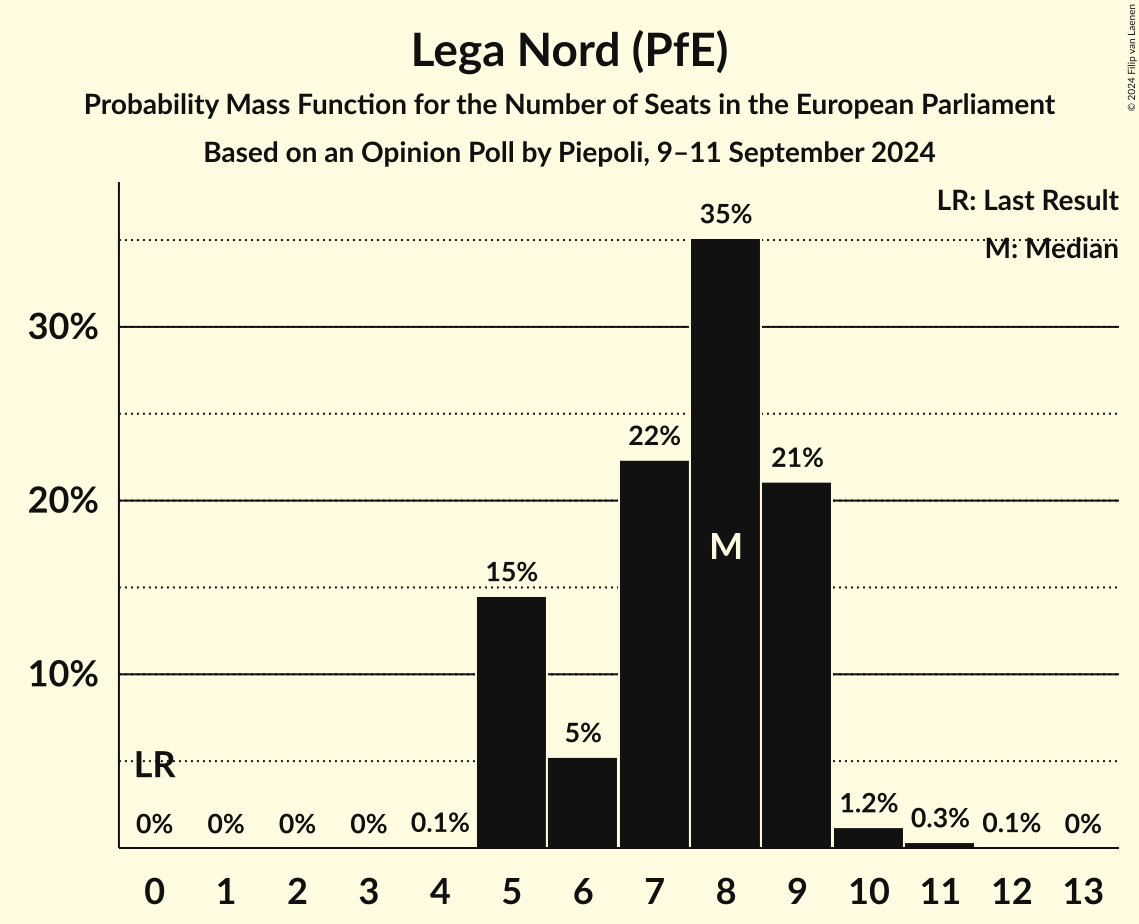 Lega Nord (PfE)
Probability Mass Function for the Number of Seats in the European Parliament
Based on an Opinion Poll by Piepoli, 9–11 September 2024
© 2024 Filip van Laenen
LR: Last Result
M: Median
30%
20%
10%
LR
0%
0%
0%
0%
0.1%
15%
5%
22%
35%
M
21%
1.2%
0.3%
0.1%
0%
0 1 2 3 4 5 6 7 8 9 10 11 12 13